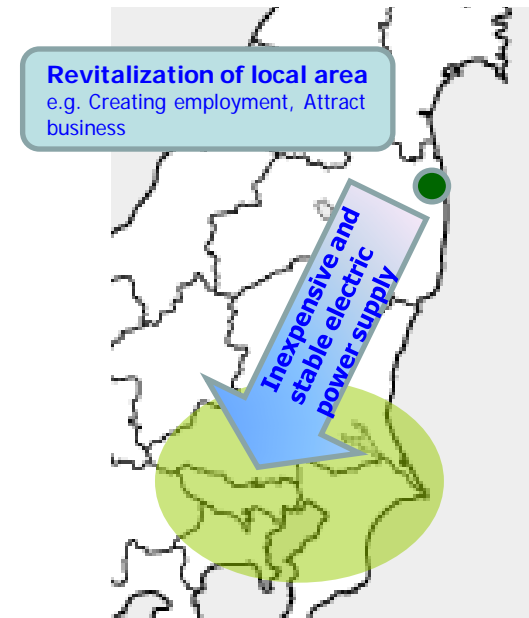 Revitalization of local area
e.g. Creating employment, Attract
business
Inexpensive and
stable electric
power supply